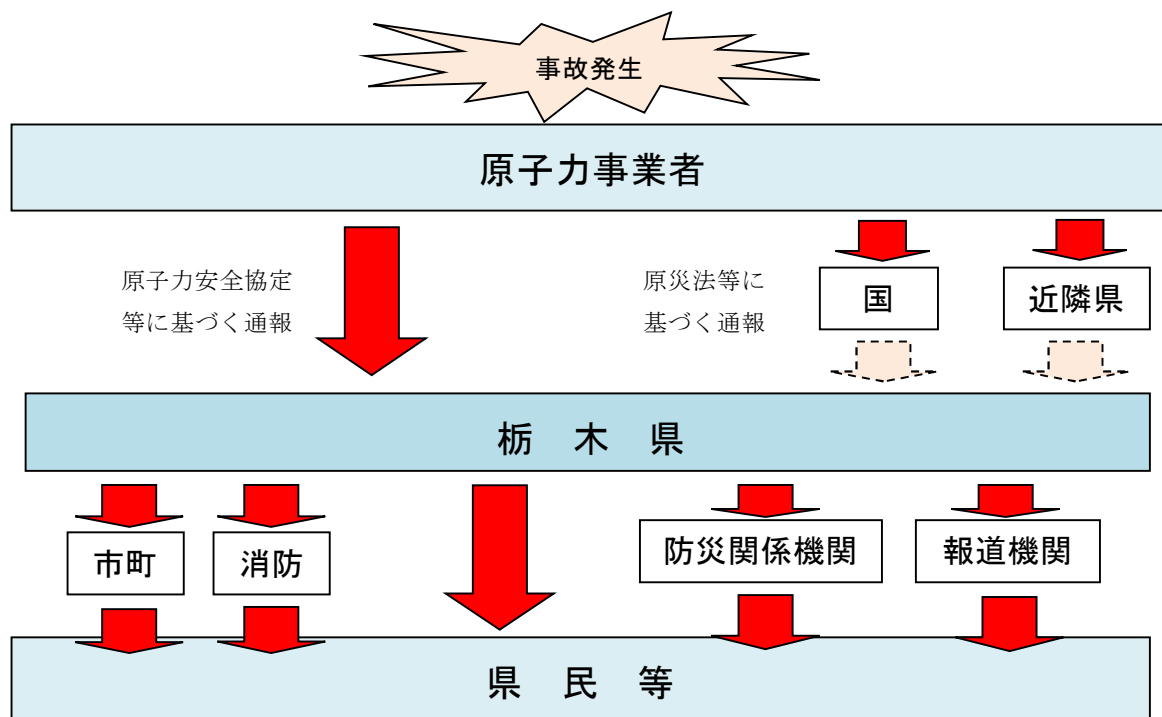 事故発生
原子力事業者
原子力安全協定
等に基づく通報
原災法等に
基づく通報
国
近隣県
栃　木　県
市町
消防
防災関係機関
報道機関
県　民　等